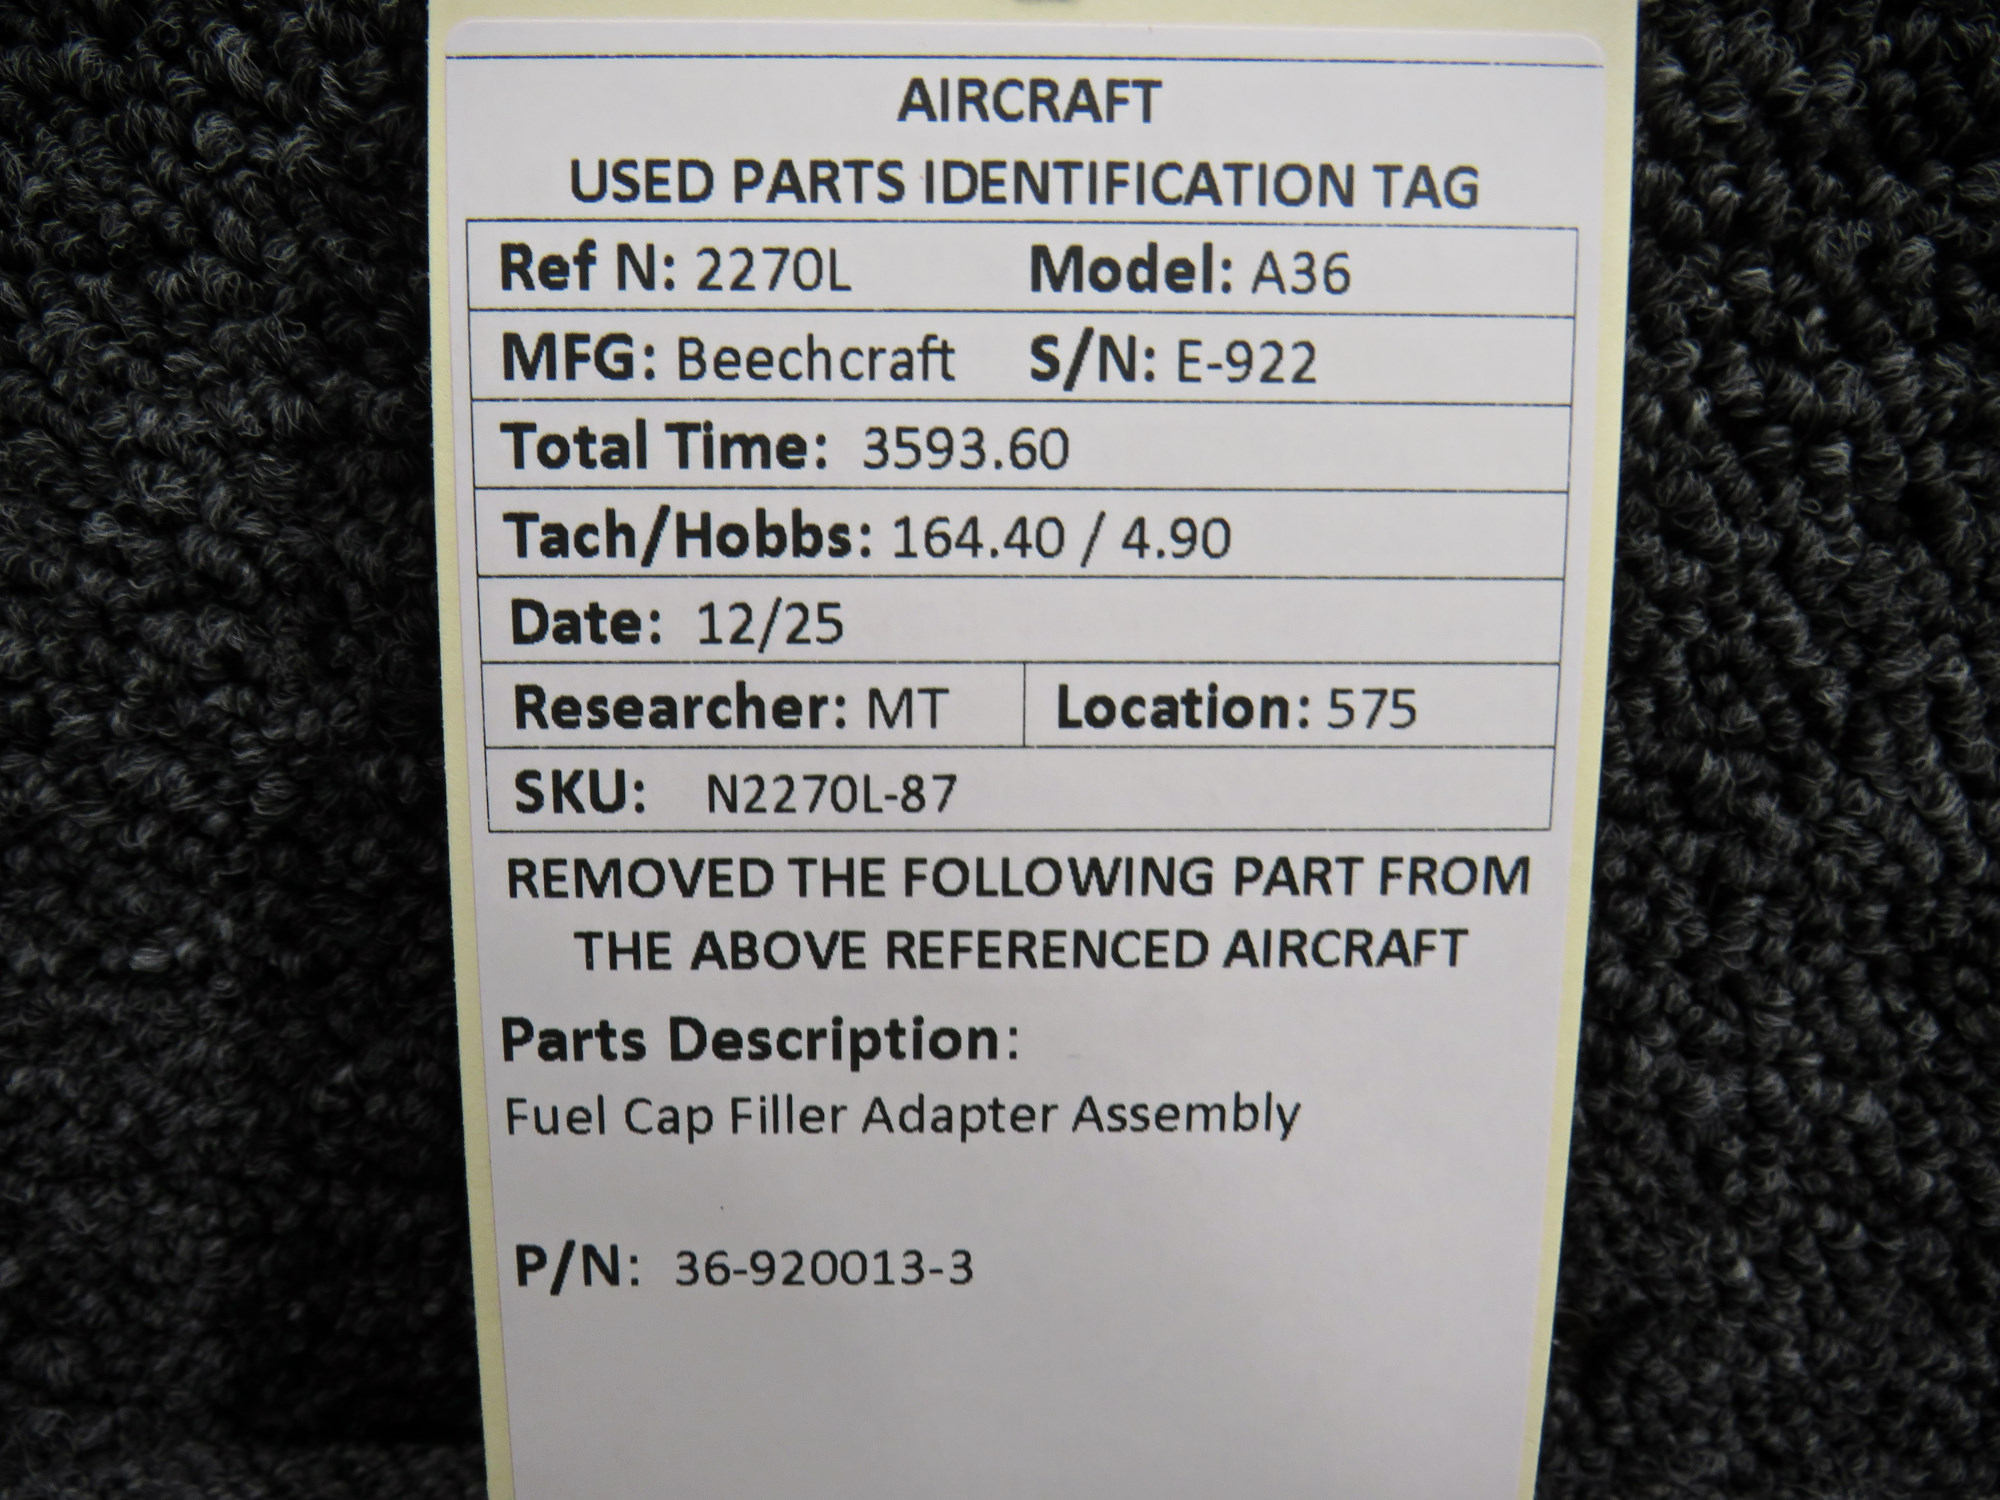 AIRCRAFT
USED PARTS IDENTIFICATION TAG
Ref N: 2270L Model: A36
MFG: Beechcraft S/N: E-922
Total Time: 3593.60
Tach/Hobbs: 164.40 / 4.90
Date: 12/25
Researcher: MT Location: 575
SKU: N2270L-87
REMOVED THE FOLLOWING PART FROM
THE ABOVE REFERENCED AIRCRAFT
Parts Description:
Fuel Cap Filler Adapter Assembly
P/N: 36-920013-3